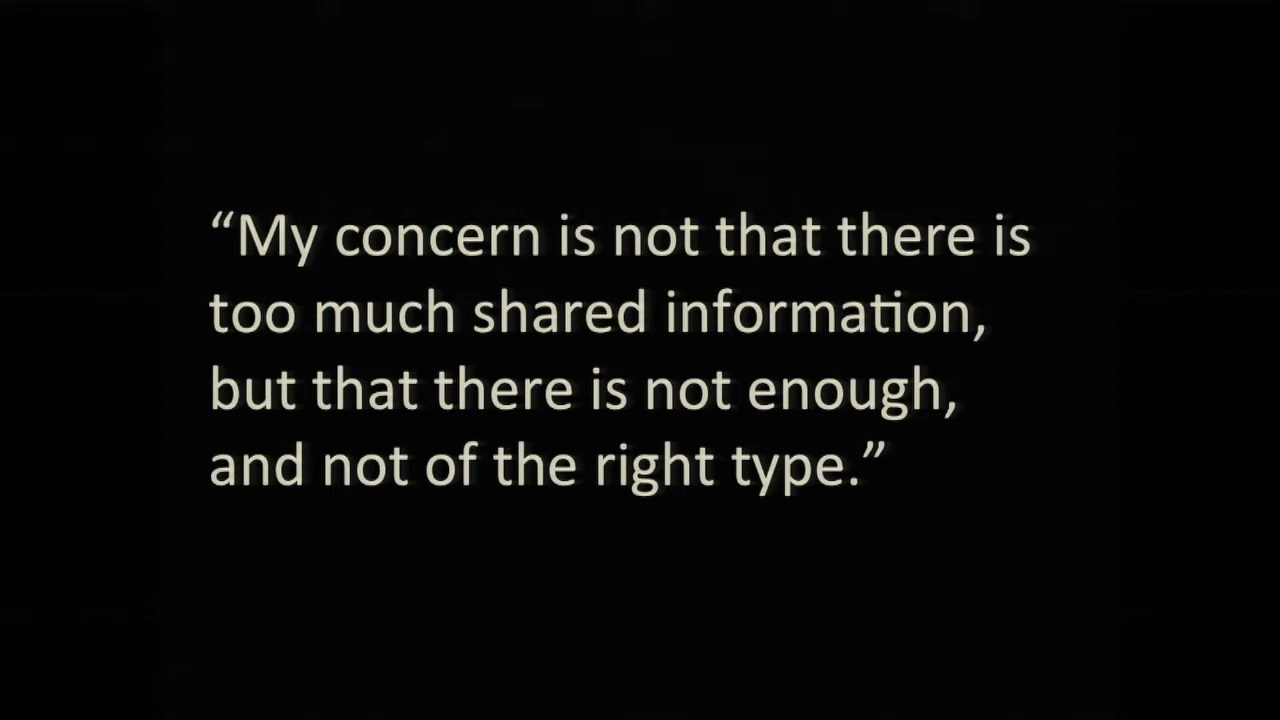 “My concern is not that there is
too much shared information,
but that there is not enough,
and not of the right type.”